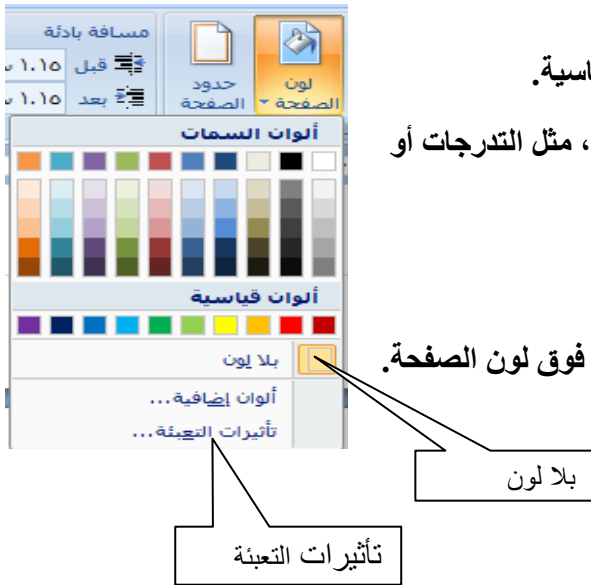 مسافة بادئة
قبل ١.١٥
بعد ١.١٥
حدود الصفحة
لون الصفحة
ألوان السمات
ألوان قياسية
بلا لون
ألوان إضافية...
تأثيرات التعبئة...
، مثل التدرجات أو
فوق لون الصفحة.
بلا لون
تأثيرات التعبئة